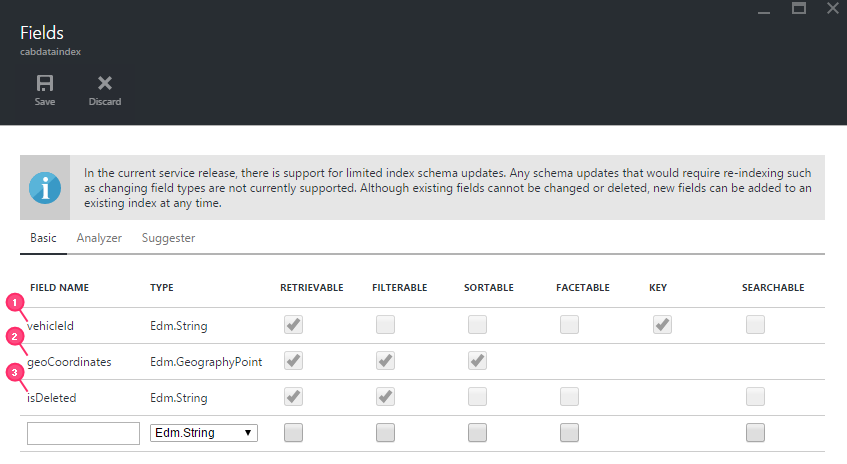 Fields
cabdataindex
Save Discard
In the current service release, there is support for limited index schema updates. Any schema updates that would require re-indexing such
as changing field types are not currently supported. Although existing fields cannot be changed or deleted, new fields can be added to an
existing index at any time.
Basic Analyzer Suggester
FIELD NAME TYPE RETRIEVABLE FILTERABLE SORTABLE FACETABLE KEY SEARCHABLE
1
vehicleId Edm.String
2
geoCoordinates Edm.GeographyPoint
3
isDeleted Edm.String
Edm.String